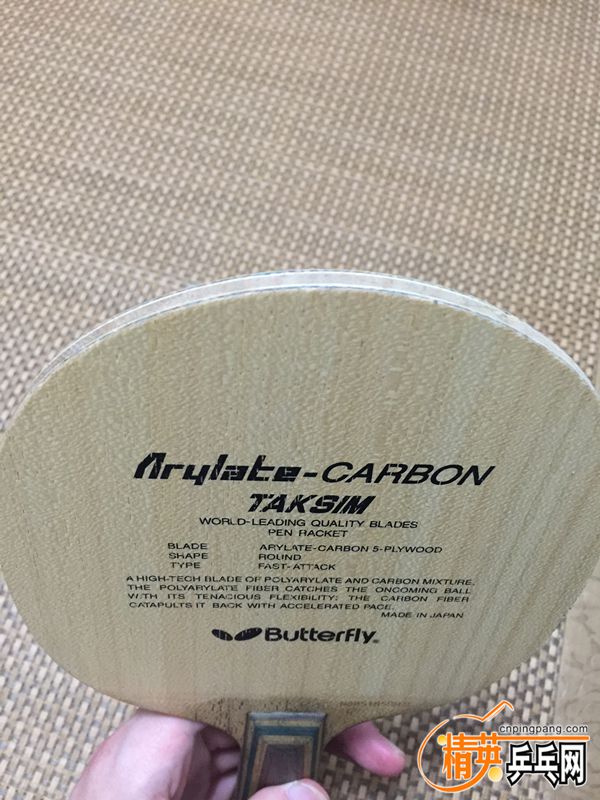 Arylate-CARBON
TAKSIM
WORLD-LEADING QUALITY BLADES
PEN RACKET
BLADE ARYLATE-CARBON 5-PLYWOOD
SHAPE ROUND
TYPE FAST-ATTACK
A HIGH-TECH BLADE OF POLYARYLATE AND CARBON MIXTURE,
THE POLYARYLATE FIBER CATCHES THE ONCOMING BALL
WITH ITS TENACIOUS FLEXIBILITY: THE CARBON FIBER
CATAPULTS IT BACK WITH ACCELERATED PACE.
MADE IN JAPAN
Butterfly
cnpingpang.com
精英乒乓网